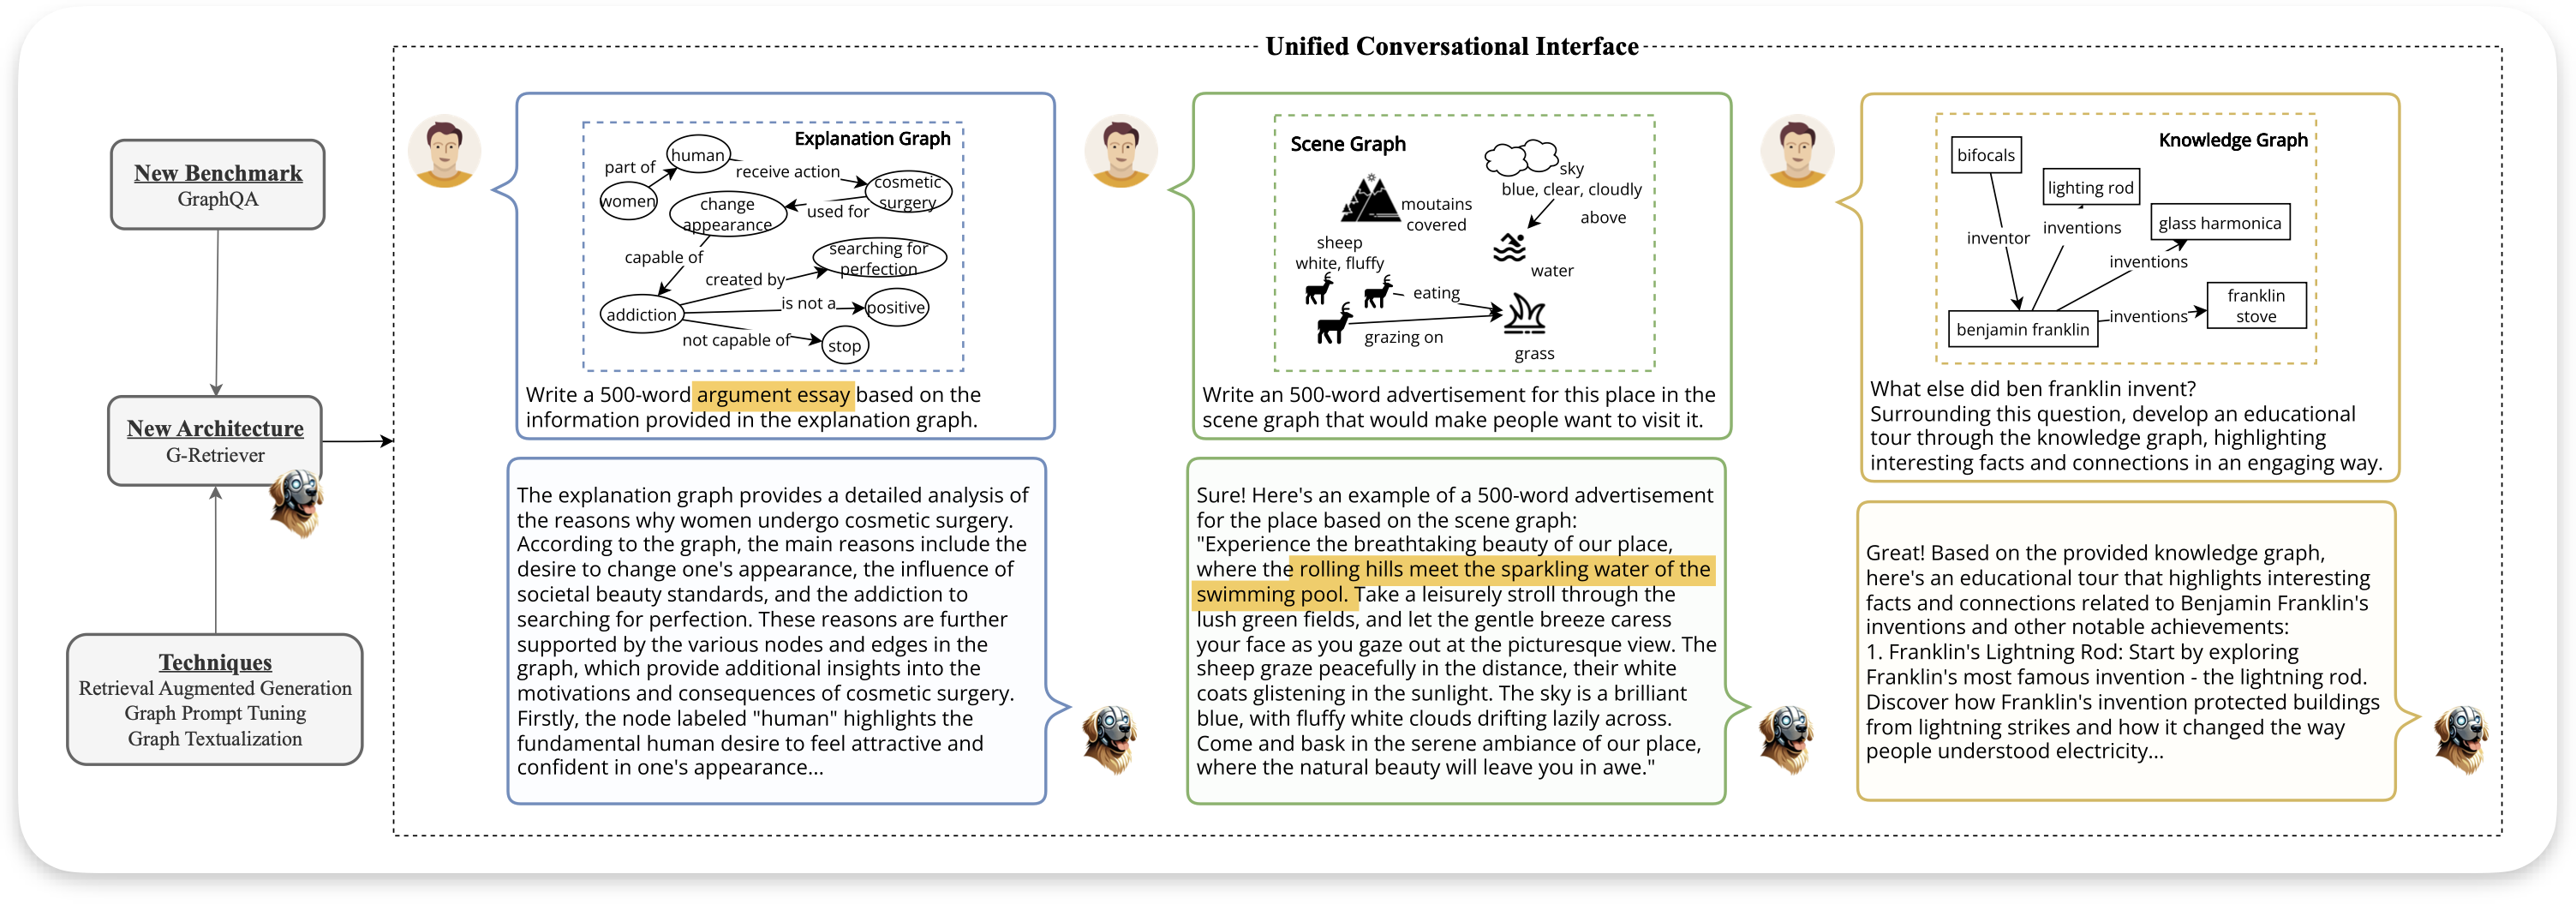 Unified Conversational Interface
New Benchmark
GraphQA
New Architecture
G-Retriever
Techniques
Retrieval Augmented Generation
Graph Prompt Tuning
Graph Textualization
Explanation Graph
human
part of
receive action
women
cosmetic
surgery
change
appearance
used for
capable of
searching for
perfection
created by
addiction
is not a
positive
not capable of
stop
Write a 500-word argument essay based on the
information provided in the explanation graph.
The explanation graph provides a detailed analysis of
the reasons why women undergo cosmetic surgery.
According to the graph, the main reasons include the
desire to change one's appearance, the influence of
societal beauty standards, and the addiction to
searching for perfection. These reasons are further
supported by the various nodes and edges in the
graph, which provide additional insights into the
motivations and consequences of cosmetic surgery.
Firstly, the node labeled "human" highlights the
fundamental human desire to feel attractive and
confident in one's appearance...
Scene Graph
sky
blue, clear, cloudly
moutains
covered
above
sheep
white, fluffy
water
eating
grazing on
grass
Write an 500-word advertisement for this place in the
scene graph that would make people want to visit it.
Sure! Here's an example of a 500-word advertisement
for the place based on the scene graph:
"Experience the breathtaking beauty of our place,
where the rolling hills meet the sparkling water of the
swimming pool. Take a leisurely stroll through the
lush green fields, and let the gentle breeze caress
your face as you gaze out at the picturesque view. The
sheep graze peacefully in the distance, their white
coats glistening in the sunlight. The sky is a brilliant
blue, with fluffy white clouds drifting lazily across.
Come and bask in the serene ambiance of our place,
where the natural beauty will leave you in awe."
Knowledge Graph
bifocals
lighting rod
glass harmonica
inventor
inventions
inventions
franklin
stove
inventions
benjamin franklin
What else did ben franklin invent?
Surrounding this question, develop an educational
tour through the knowledge graph, highlighting
interesting facts and connections in an engaging way.
Great! Based on the provided knowledge graph,
here's an educational tour that highlights interesting
facts and connections related to Benjamin Franklin's
inventions and other notable achievements:
1. Franklin's Lightning Rod: Start by exploring
Franklin's most famous invention - the lightning rod.
Discover how Franklin's invention protected buildings
from lightning strikes and how it changed the way
people understood electricity...